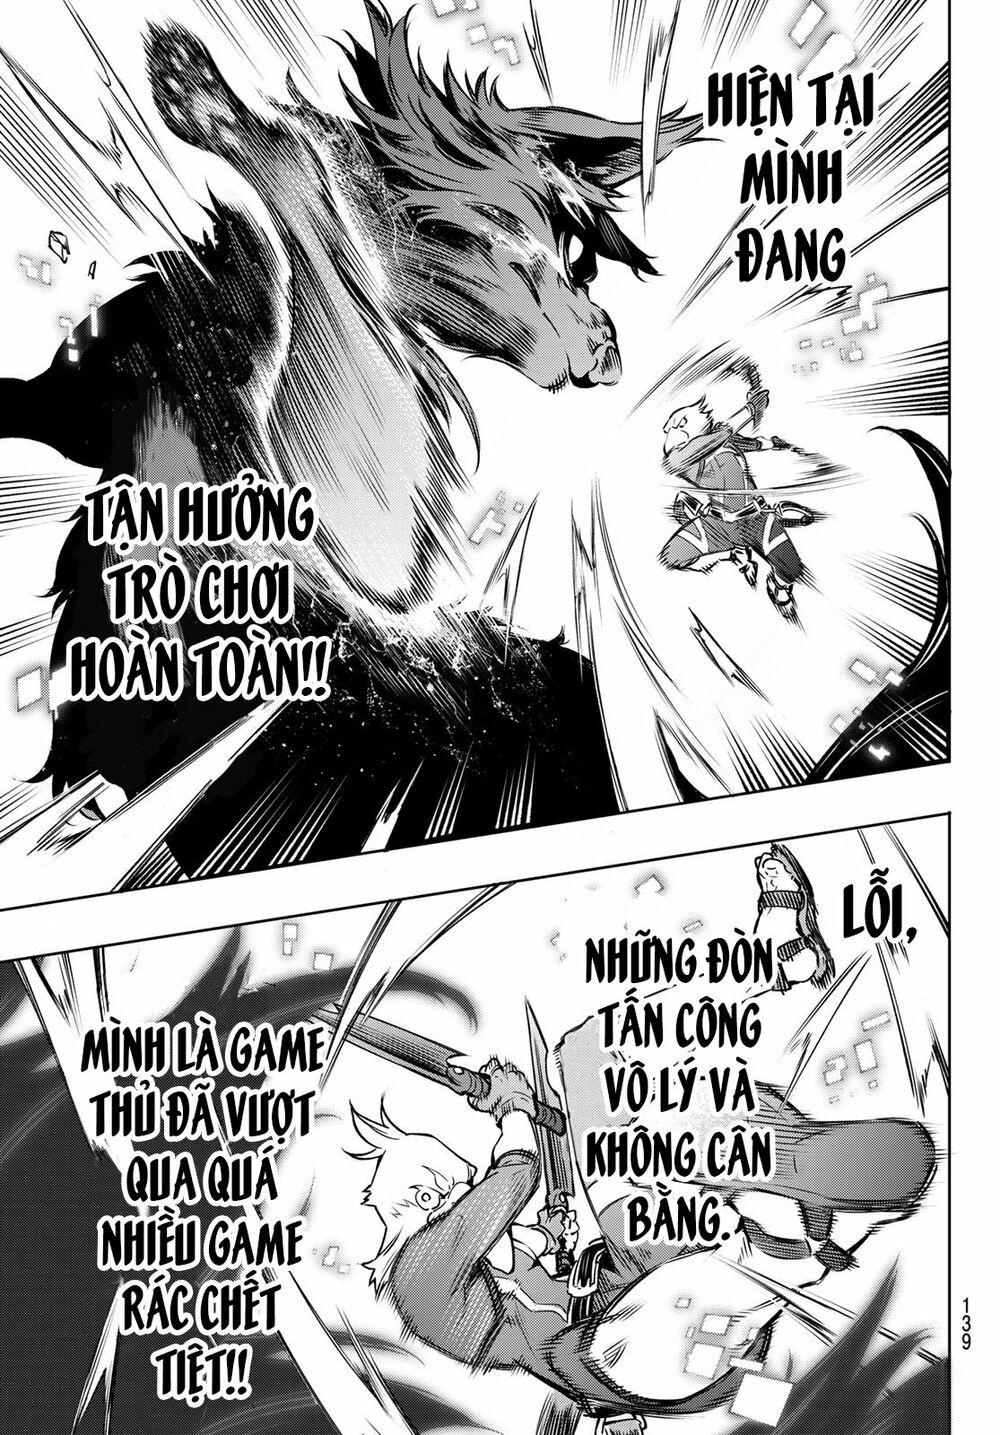 HIỆN TẠI
MÌNH
ĐANG
TẬN HƯỞNG
TRÒ CHƠI
HOÀN TOÀN!!
LỖI,
NHỮNG ĐÒN
TẤN CÔNG
VÔ LÝ VÀ
KHÔNG CÂN
BẰNG.
MÌNH LÀ GAME
THỦ ĐÃ VƯỢT
QUA QUÁ
NHIỀU GAME
RÁC CHẾT
TIỆT!!
139